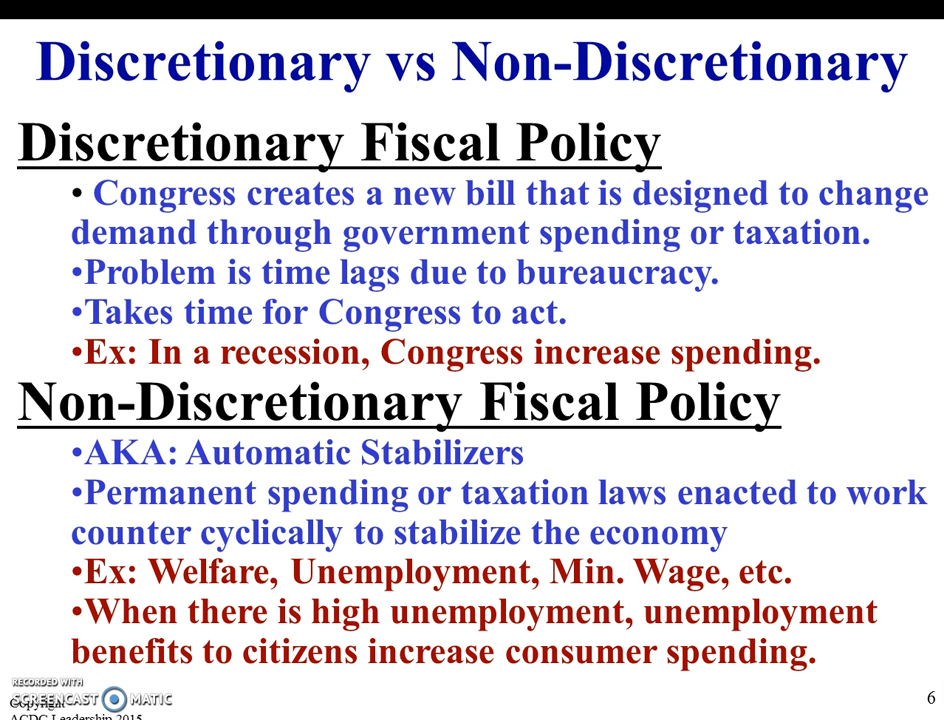 Discretionary vs Non-Discretionary
Discretionary Fiscal Policy
• Congress creates a new bill that is designed to change
demand through government spending or taxation.
•Problem is time lags due to bureaucracy.
•Takes time for Congress to act.
•Ex: In a recession, Congress increase spending.
Non-Discretionary Fiscal Policy
•AKA: Automatic Stabilizers
•Permanent spending or taxation laws enacted to work
counter cyclically to stabilize the economy
•Ex: Welfare, Unemployment, Min. Wage, etc.
•When there is high unemployment, unemployment
benefits to citizens increase consumer spending.
RECORDED WITH
SCREENCAST MATIC
Copyright
ACDC Leadership 2015
6